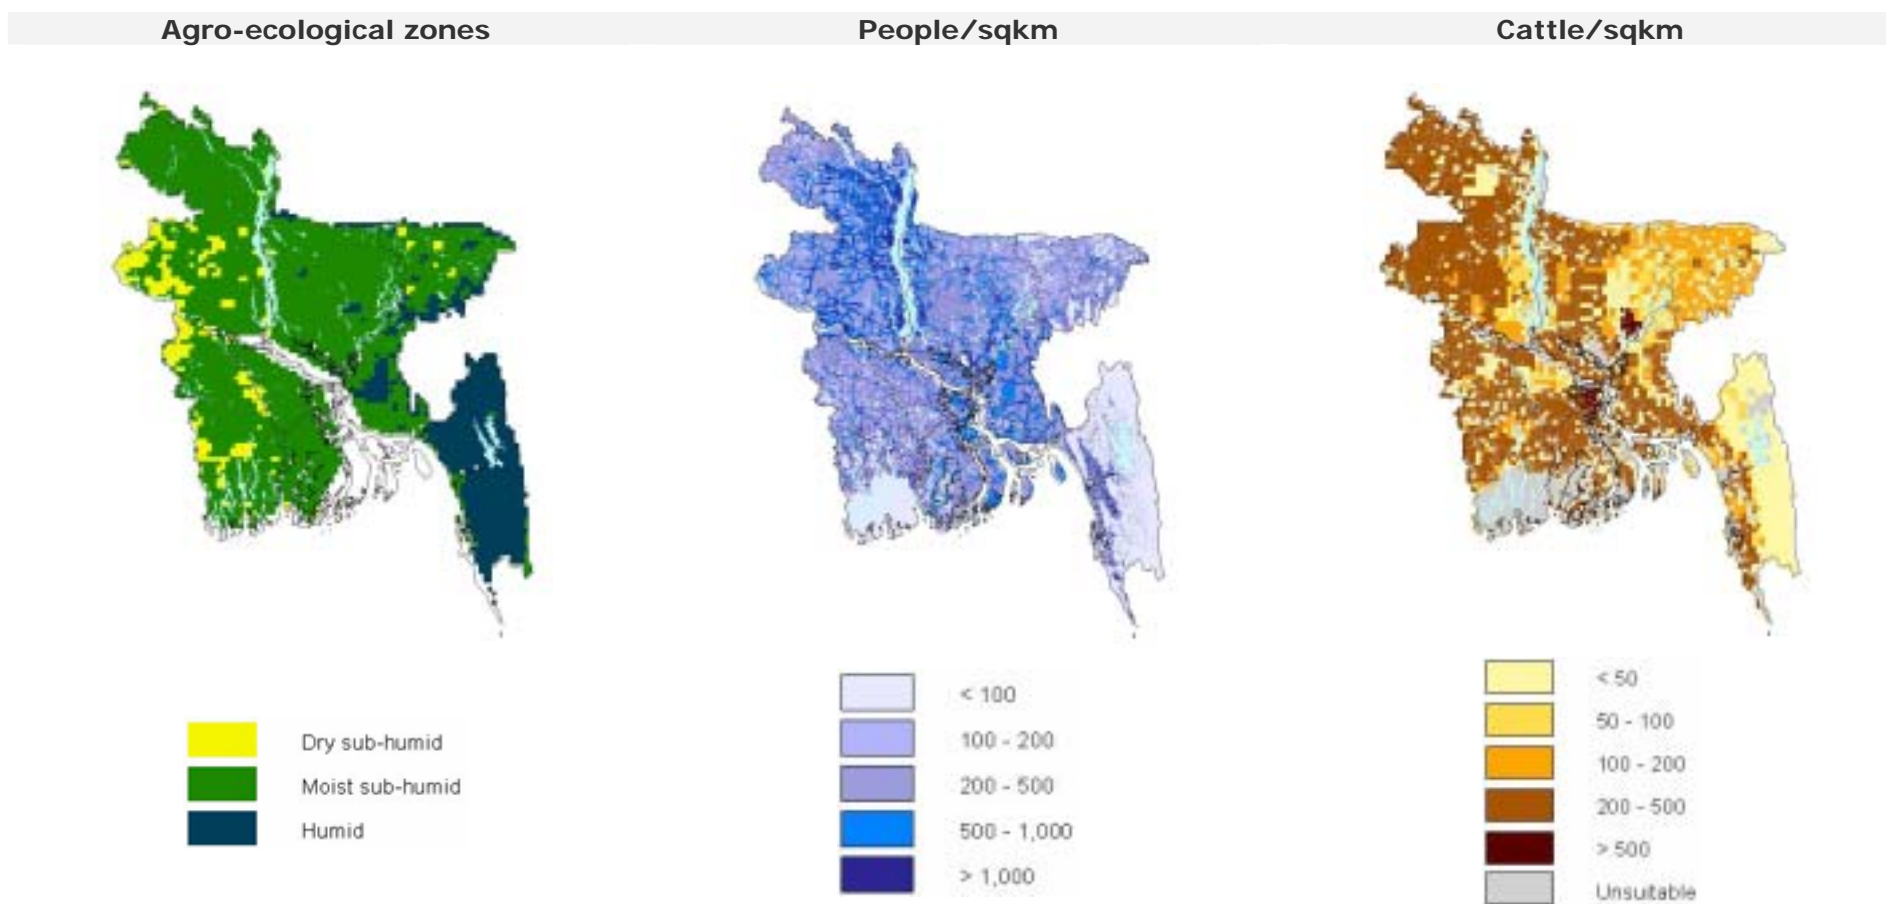 Agro-ecological zones
People/sqkm
Cattle/sqkm
Dry sub-humid
Moist sub-humid
Humid
< 100
100 - 200
200 - 500
500 - 1,000
> 1,000
< 50
50 - 100
100 - 200
200 - 500
> 500
Unsuitable